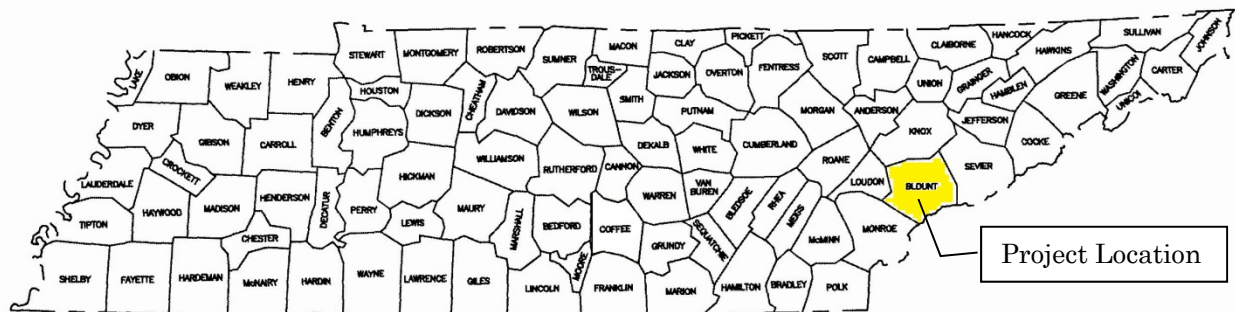 LAKE
OBION
WEAKLEY
HENRY
STEWART
MONTGOMERY
ROBERTSON
SUMNER
MACON
TROUS-
DALE
CLAY
PICKETT
JACKSON
OVERTON
FENTRESS
SCOTT
CAMPBELL
CLAIBORNE
HANCOCK
HAWKINS
SULLIVAN
JOHNSON
CARTER
WASHINGTON
UNICOI
GREENE
HAMBLEN
GRAINGER
UNION
HOUSTON
BENTON
DICKSON
CHEATHAM
DAVIDSON
WILSON
SMITH
PUTNAM
MORGAN
ANDERSON
KNOX
JEFFERSON
COCKE
SEVIER
DYER
GIBSON
CROCKETT
CARROLL
HUMPHREYS
HICKMAN
WILLIAMSON
RUTHERFORD
CANNON
DEKALB
WHITE
CUMBERLAND
ROANE
LOUDON
BLOUNT
LAUDERDALE
TIPTON
HAYWOOD
MADISON
HENDERSON
DECATUR
PERRY
LEWIS
MAURY
MARSHALL
BEDFORD
COFFEE
WARREN
VAN
BUREN
BLEDSOE
RHEA
MEIGS
McMINN
MONROE
CHESTER
MOORE
GRUNDY
SEQUATCHIE
SHELBY
FAYETTE
HARDEMAN
McNAIRY
HARDIN
WAYNE
LAWRENCE
GILES
LINCOLN
FRANKLIN
MARION
HAMILTON
BRADLEY
POLK
Project Location